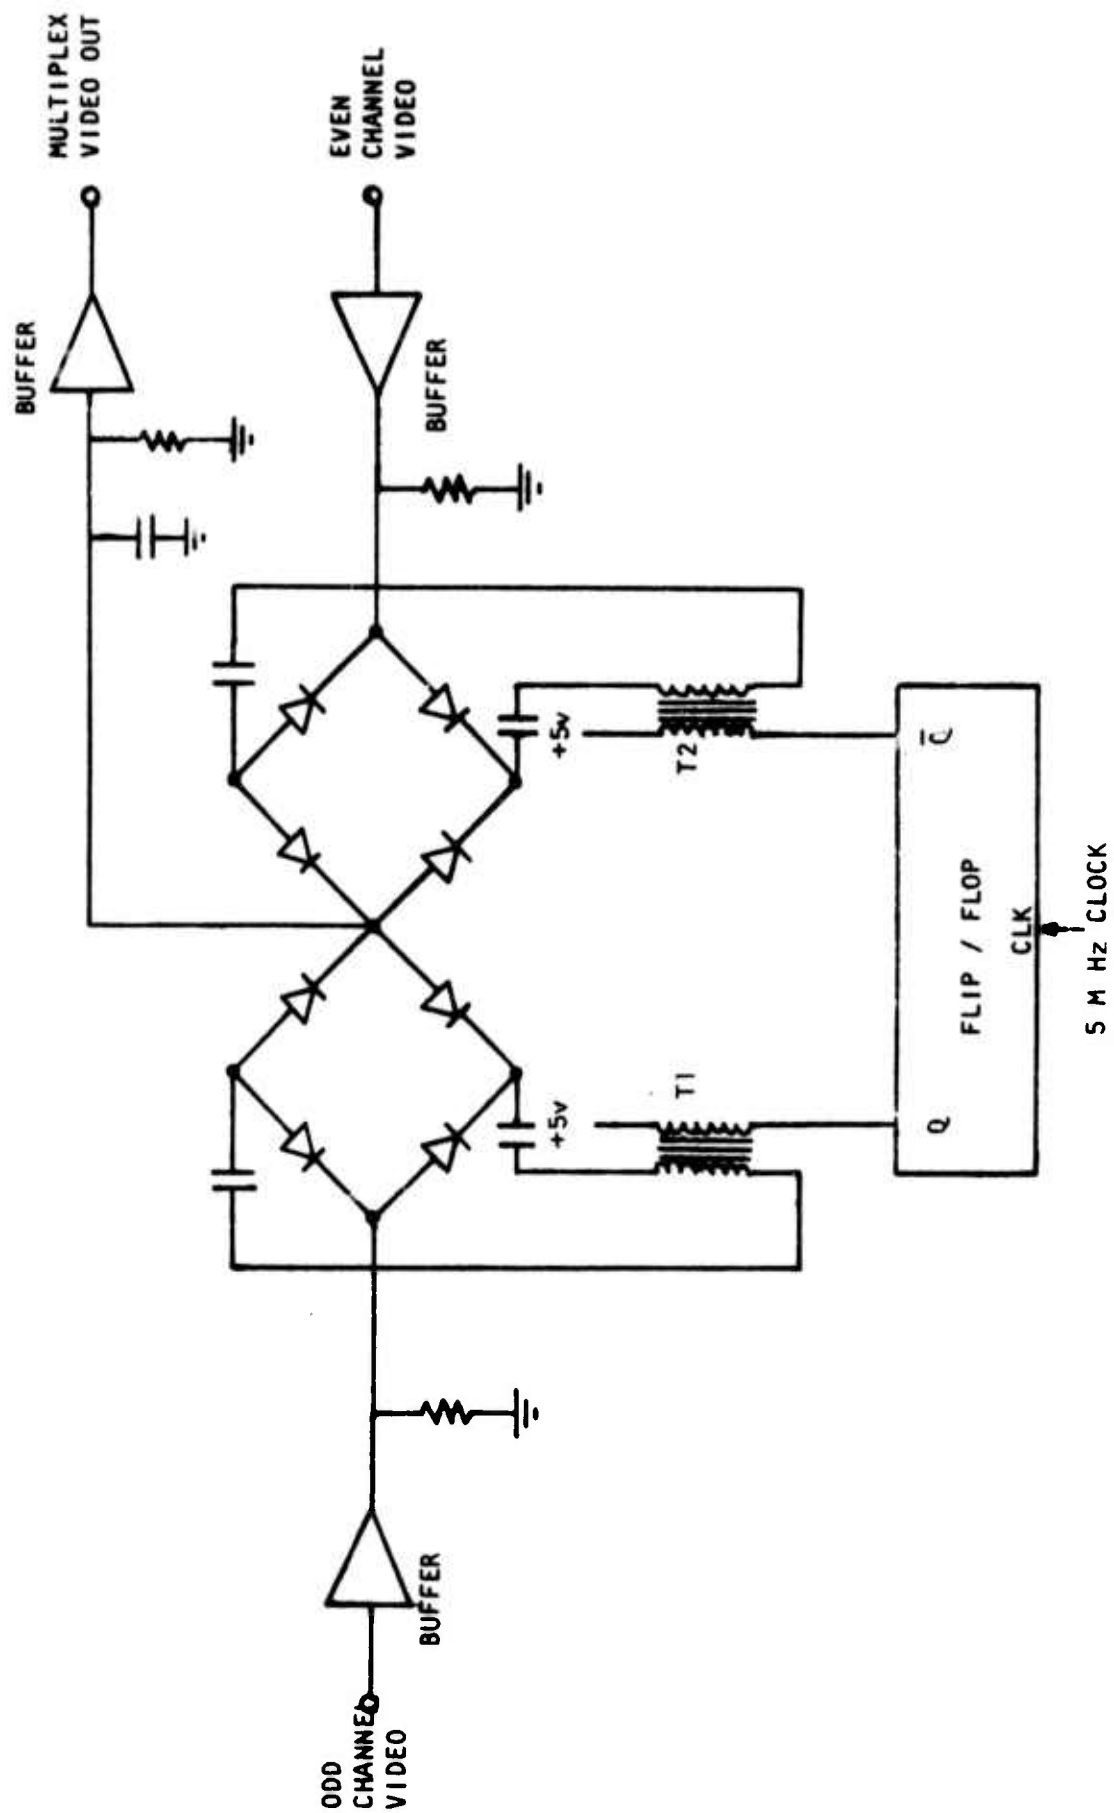 MULTIPLEX
VIDEO OUT
BUFFER
EVEN
CHANNEL
VIDEO
BUFFER
ODD
CHANNEL
VIDEO
BUFFER
+5v
+5v
T1
T2
Q
Q̅
FLIP / FLOP
CLK
5 M Hz CLOCK